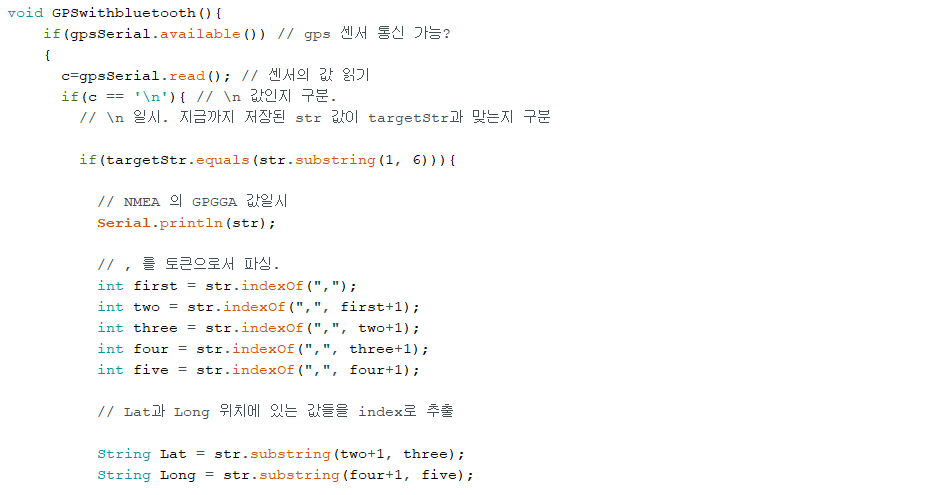 void GPSwithbluetooth(){
if(gpsSerial.available()) // gps 센서 통신 가능?
{
c=gpsSerial.read(); // 센서의 값 읽기
if(c == '\n'){ // \n 값인지 구분.
// \n 일시. 지금까지 저장된 str 값이 targetStr과 맞는지 구분
if(targetStr.equals(str.substring(1, 6))){
// NMEA 의 GPGGA 값일시
Serial.println(str);
// , 를 토큰으로서 파싱.
int first = str.indexOf(",");
int two = str.indexOf(",", first+1);
int three = str.indexOf(",", two+1);
int four = str.indexOf(",", three+1);
int five = str.indexOf(",", four+1);
// Lat과 Long 위치에 있는 값들을 index로 추출
String Lat = str.substring(two+1, three);
String Long = str.substring(four+1, five);